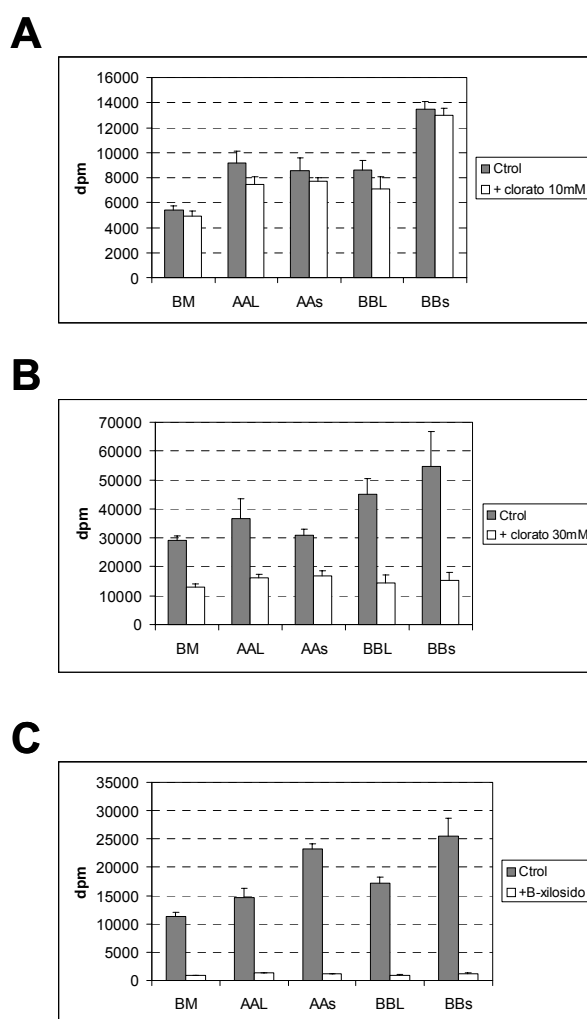 A
16000
14000
12000
10000
8000
6000
4000
2000
0
dpm
BM AAL AAs BBL BBs
Ctrol
+ clorato 10mM
B
70000
60000
50000
40000
30000
20000
10000
0
dpm
BM AAL AAs BBL BBs
Ctrol
+ clorato 30mM
C
35000
30000
25000
20000
15000
10000
5000
0
dpm
BM AAL AAs BBL BBs
Ctrol
+B-xilosido